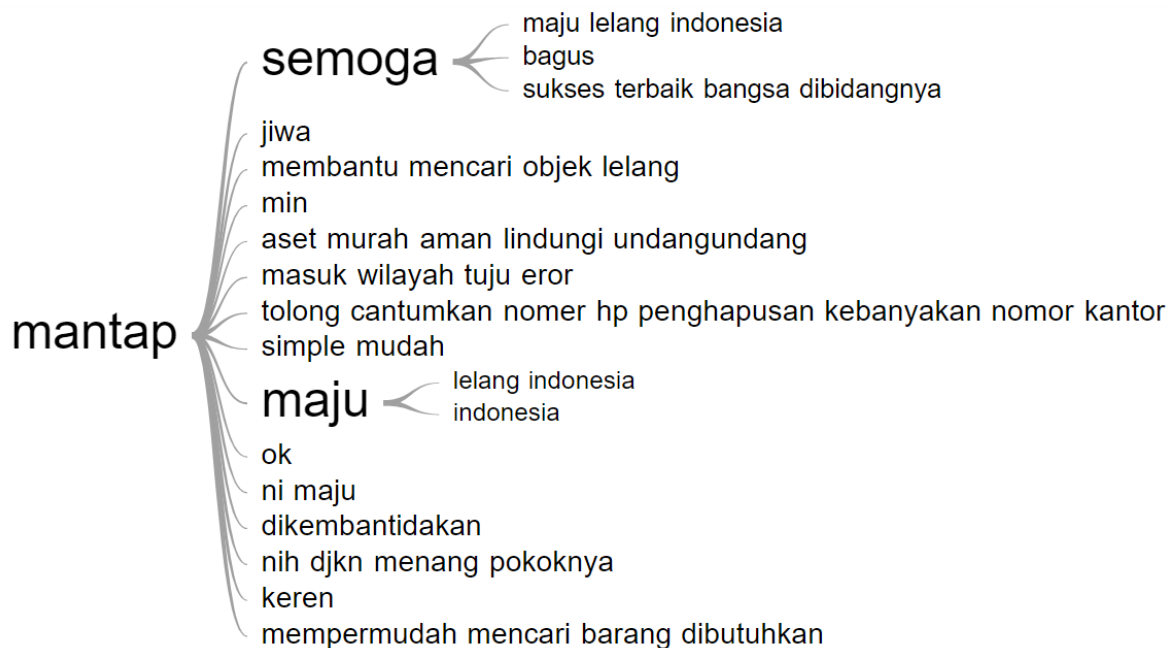 mantap
semoga
maju lelang indonesia
bagus
sukses terbaik bangsa dibidangnya
jiwa
membantu mencari objek lelang
min
aset murah aman lindungi undangundang
masuk wilayah tuju eror
tolong cantumkan nomer hp penghapusan kebanyakan nomor kantor
simple mudah
maju
lelang indonesia
indonesia
ok
ni maju
dikembantidakan
nih djkn menang pokoknya
keren
mempermudah mencari barang dibutuhkan